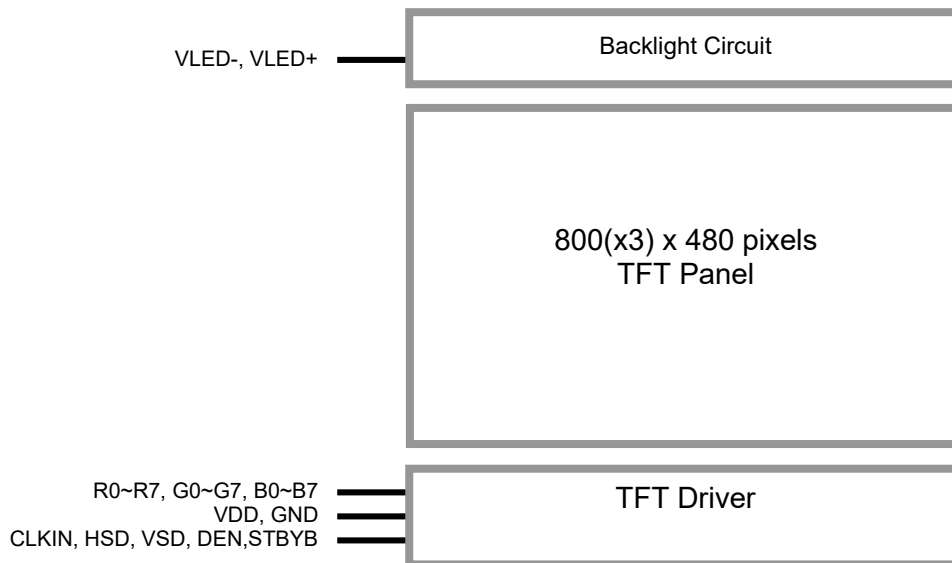 Backlight Circuit
VLED-, VLED+
800(x3) x 480 pixels
TFT Panel
R0~R7, G0~G7, B0~B7
TFT Driver
VDD, GND
CLKIN, HSD, VSD, DEN,STBYB